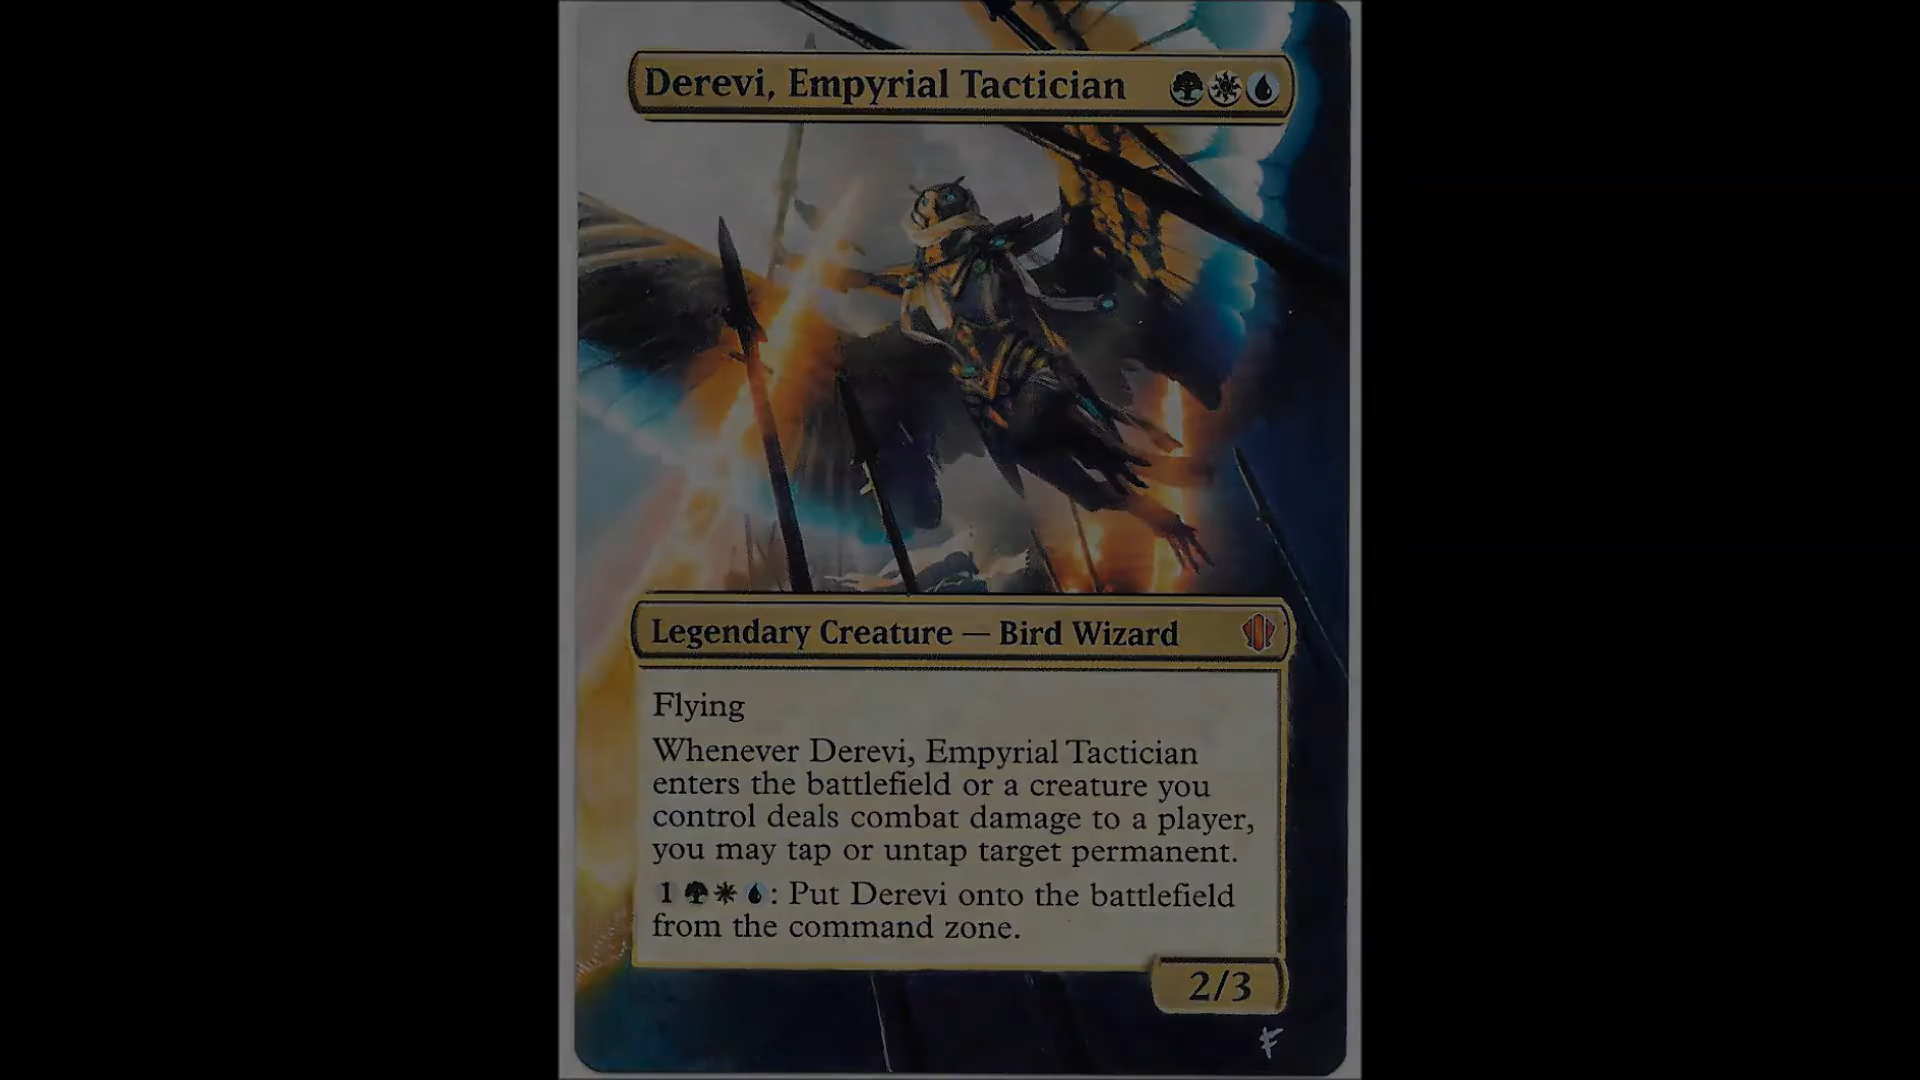 Derevi, Empyrial Tactician
Legendary Creature — Bird Wizard
Flying
Whenever Derevi, Empyrial Tactician
enters the battlefield or a creature you
control deals combat damage to a player,
you may tap or untap target permanent.
1 : Put Derevi onto the battlefield
from the command zone.
2/3